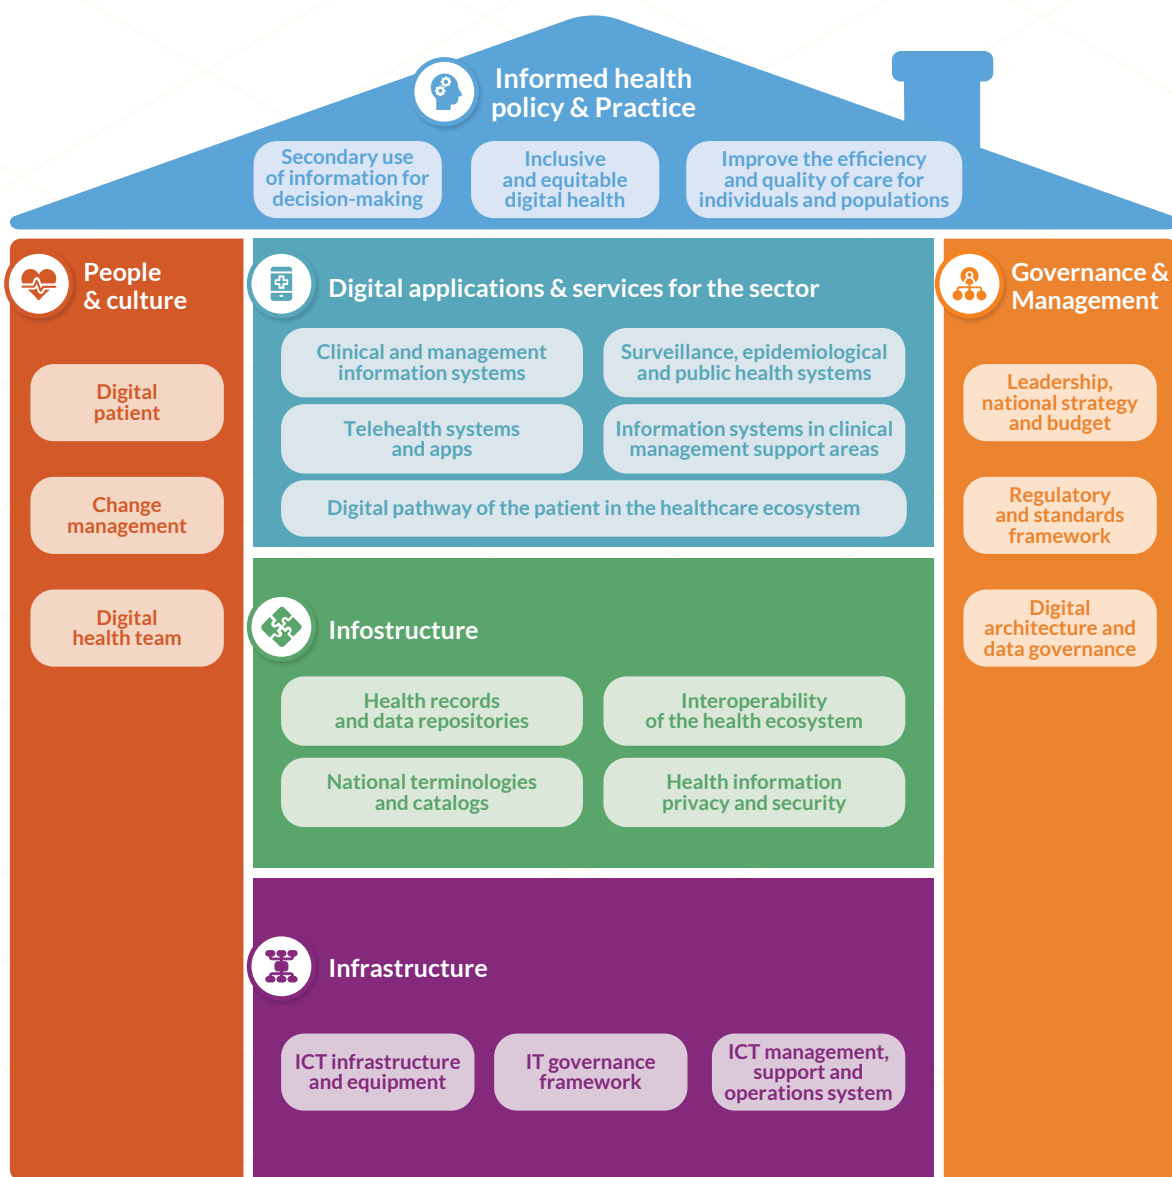 Informed health
policy & Practice
Secondary use
of information for
decision-making
Inclusive
and equitable
digital health
Improve the efficiency
and quality of care for
individuals and populations
People
& culture
Digital
patient
Change
management
Digital
health team
Digital applications & services for the sector
Clinical and management
information systems
Surveillance, epidemiological
and public health systems
Telehealth systems
and apps
Information systems in clinical
management support areas
Digital pathway of the patient in the healthcare ecosystem
Infostructure
Health records
and data repositories
Interoperability
of the health ecosystem
National terminologies
and catalogs
Health information
privacy and security
Infrastructure
ICT infrastructure
and equipment
IT governance
framework
ICT management,
support and
operations system
Governance &
Management
Leadership,
national strategy
and budget
Regulatory
and standards
framework
Digital
architecture and
data governance